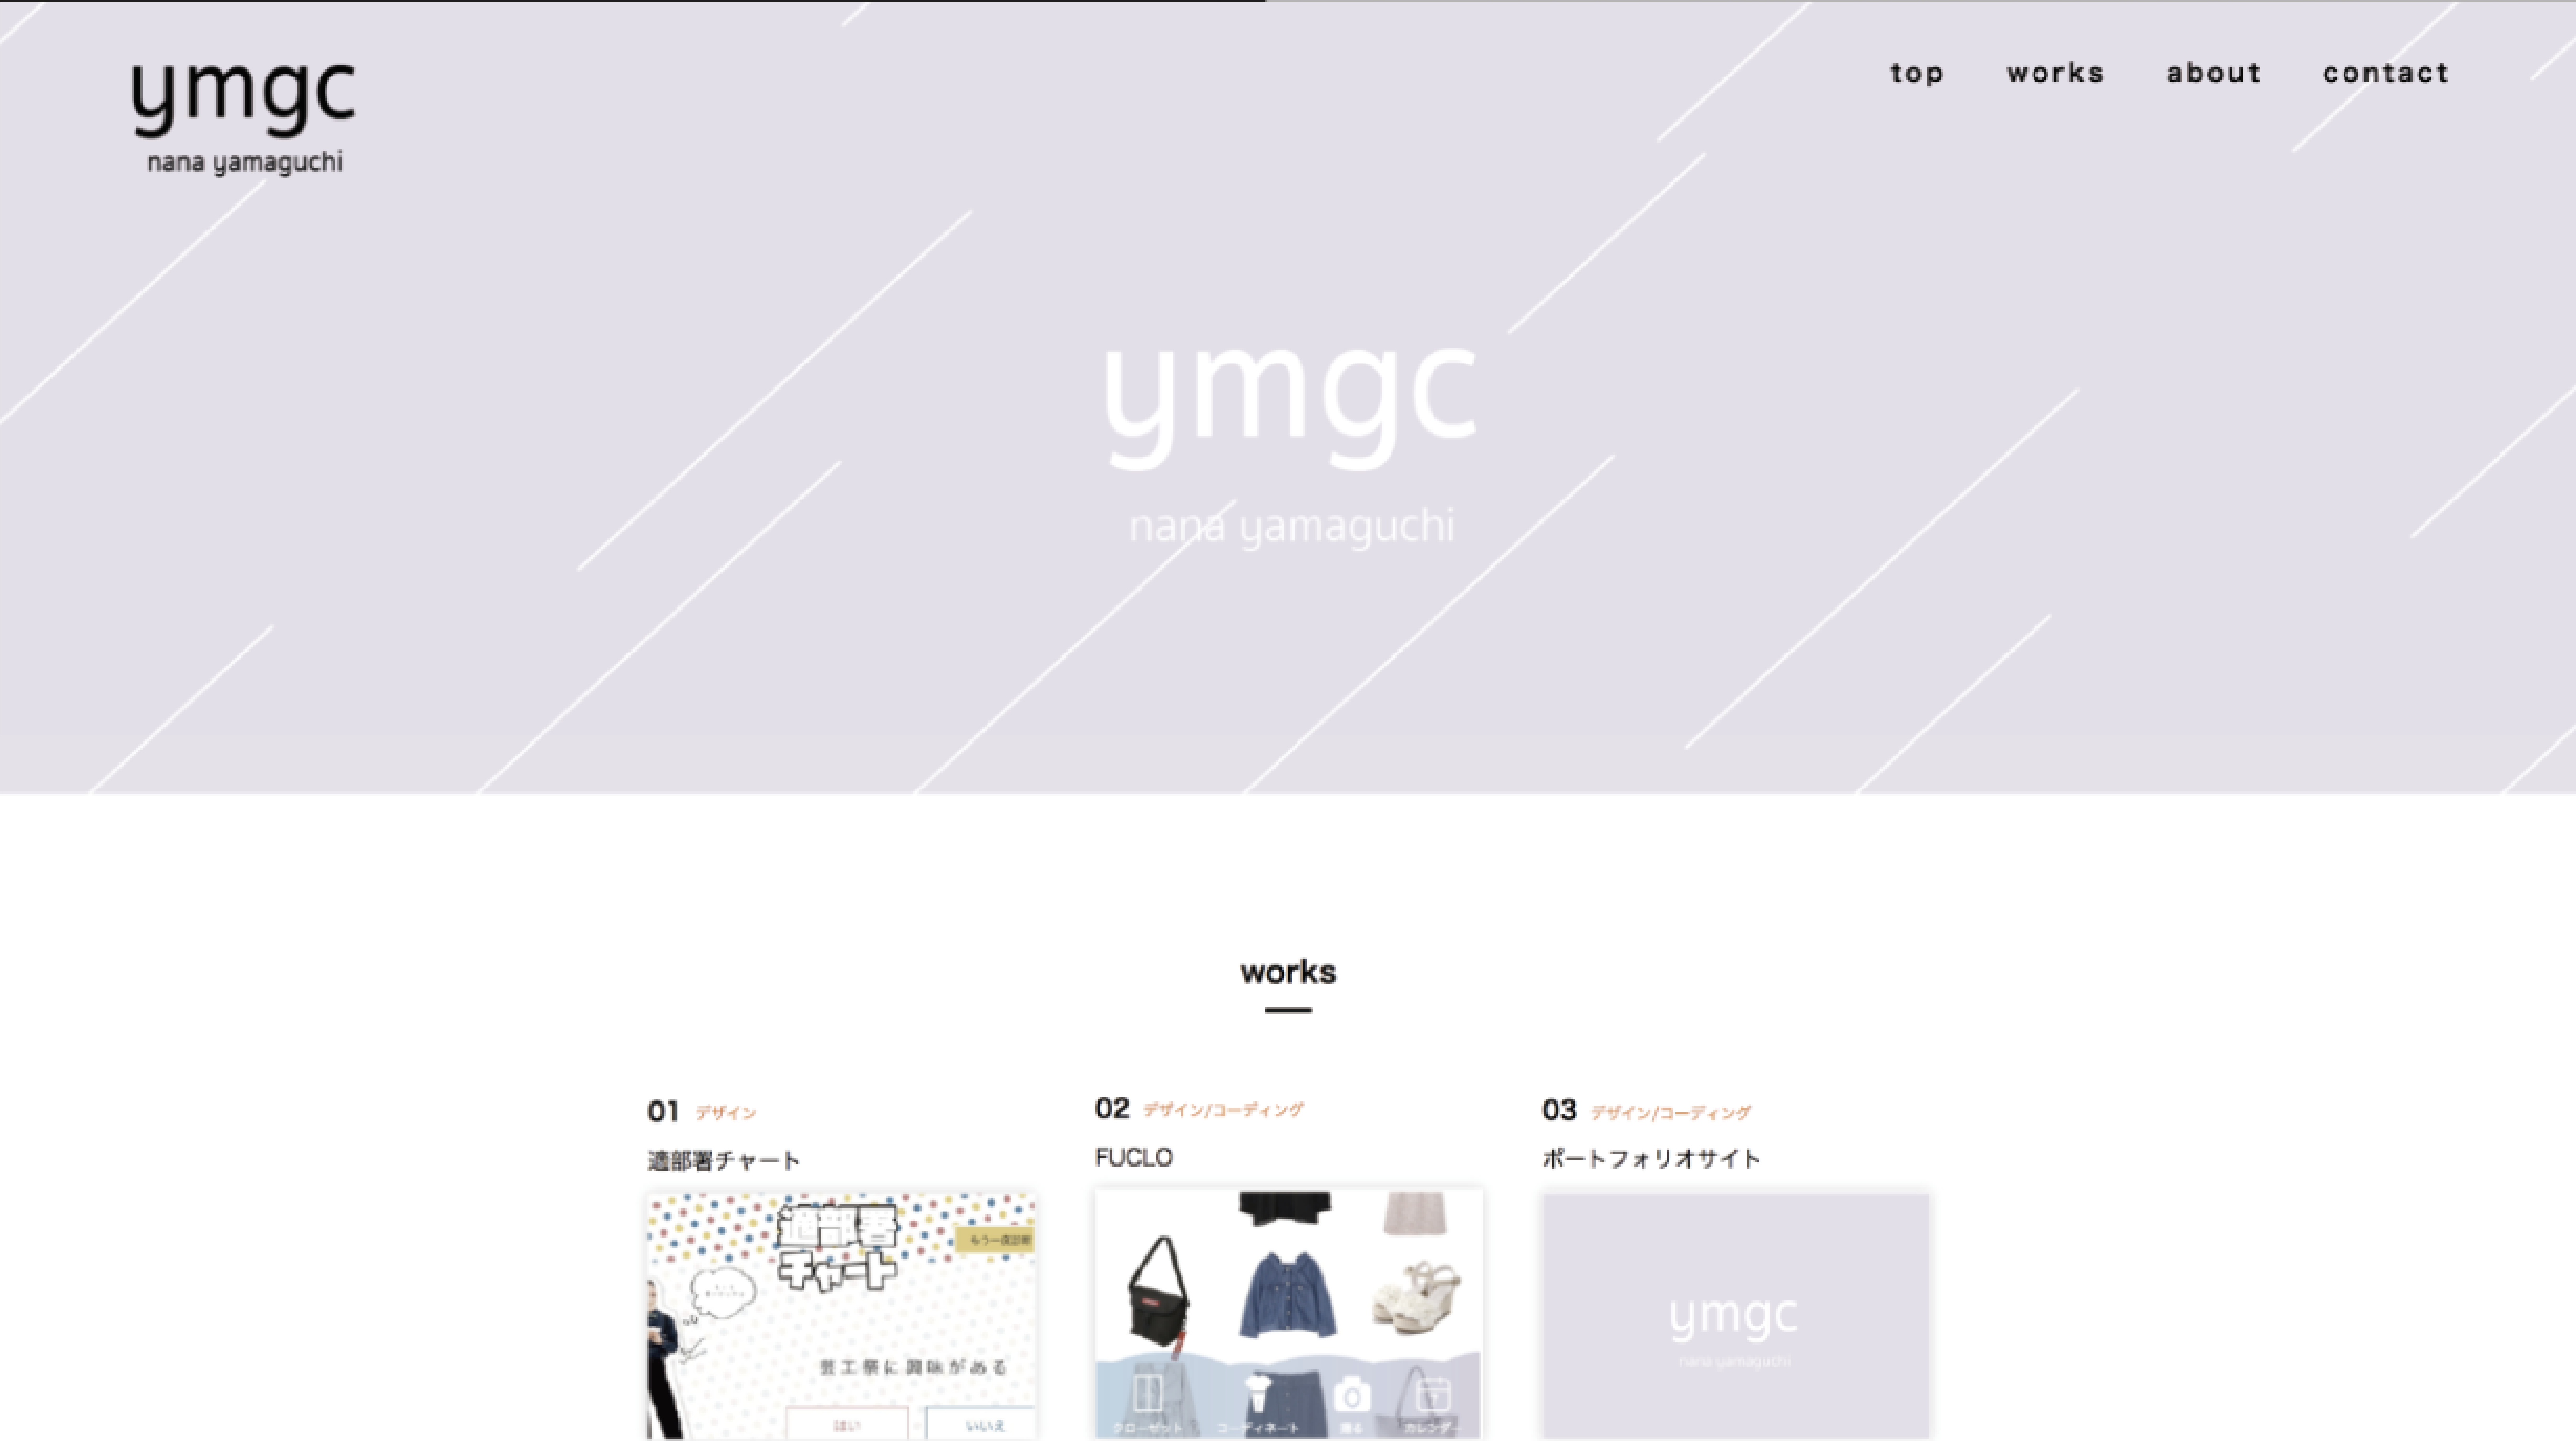 ymgc
nana yamaguchi
top works about contact
ymgc
nana yamaguchi
works
01 デザイン
適部署チャート
02 デザイン/コーディング
FUCLO
03 デザイン/コーディング
ポートフォリオサイト
適部署
チャート
もう一度診断
芸工祭に興味がある
はい
いいえ
クローゼット
コーディネート
撮る
カレンダー
ymgc
nana yamaguchi